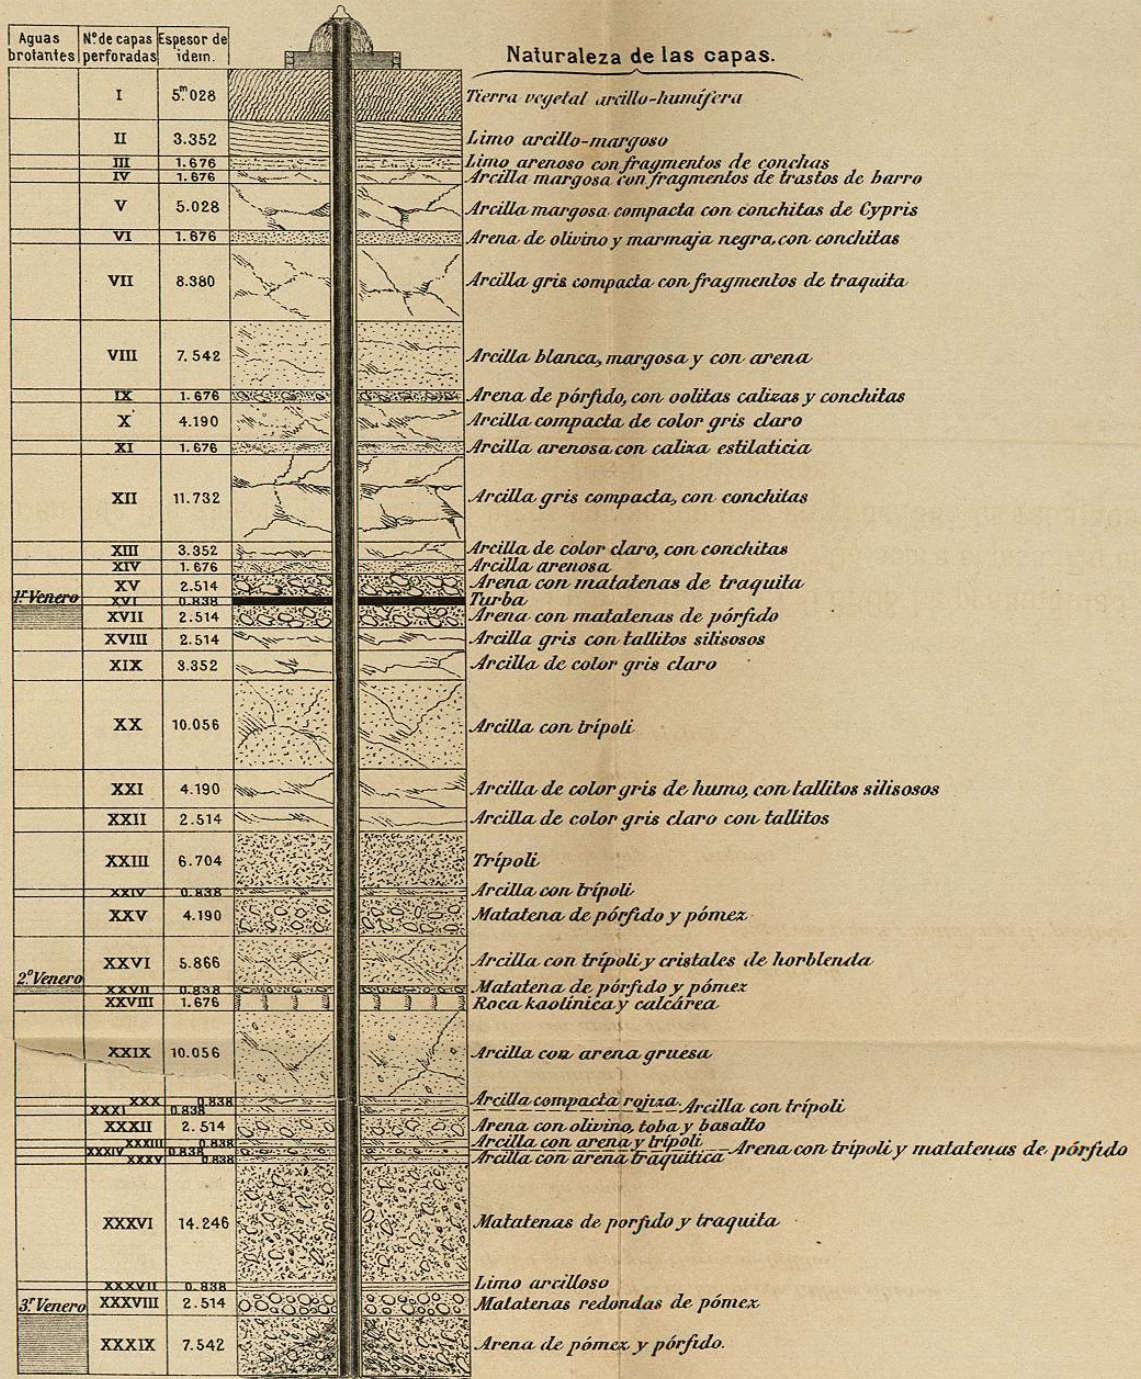 Aguas brotantes
Nº de capas perforadas
Espesor de idem.
Naturaleza de las capas.
I 5.ᵐ028 Tierra vegetal arcillo-humífera
II 3.352 Limo arcillo-margoso
III 1.676 Limo arenoso con fragmentos de conchas
IV 1.676 Arcilla margosa con fragmentos de trastos de barro
V 5.028 Arcilla margosa compacta con conchitas de Cypris
VI 1.676 Arena de olivino y marmaja negra, con conchitas
VII 8.380 Arcilla gris compacta con fragmentos de traquita
VIII 7.542 Arcilla blanca, margosa y con arena
IX 1.676 Arena de pórfido, con oolitas calizas y conchitas
X 4.190 Arcilla compacta de color gris claro
XI 1.676 Arcilla arenosa con caliza estilaticia
XII 11.732 Arcilla gris compacta, con conchitas
XIII 3.352 Arcilla de color claro, con conchitas
XIV 1.676 Arcilla arenosa
XV 2.514 Arena con matatenas de traquita
1.ʳ Venero XVI 0.838 Turba
XVII 2.514 Arena con matatenas de pórfido
XVIII 2.514 Arcilla gris con tallitos silisosos
XIX 3.352 Arcilla de color gris claro
XX 10.056 Arcilla con trípoli
XXI 4.190 Arcilla de color gris de humo, con tallitos silisosos
XXII 2.514 Arcilla de color gris claro con tallitos
XXIII 6.704 Trípoli
XXIV 0.838 Arcilla con trípoli
XXV 4.190 Matatena de pórfido y pómez
XXVI 5.866 Arcilla con trípoli y cristales de horblenda
2.º Venero XXVII 0.838 Matatena de pórfido y pómez
XXVIII 1.676 Roca kaolínica y calcárea
XXIX 10.056 Arcilla con arena gruesa
XXX 0.838 Arcilla compacta rojiza
XXXI 0.838 Arcilla con trípoli
XXXII 2.514 Arena con olivino, toba y basalto
XXXIII 0.838 Arcilla con arena y trípoli
XXXIV 0.838 Arena con trípoli y matatenas de pórfido
XXXV 0.838 Arcilla con arena traquítica
XXXVI 14.246 Matatenas de porfido y traquita
XXXVII 0.838 Limo arcilloso
3.ʳ Venero XXXVIII 2.514 Matatenas redondas de pómez
XXXIX 7.542 Arena de pómez y pórfido.